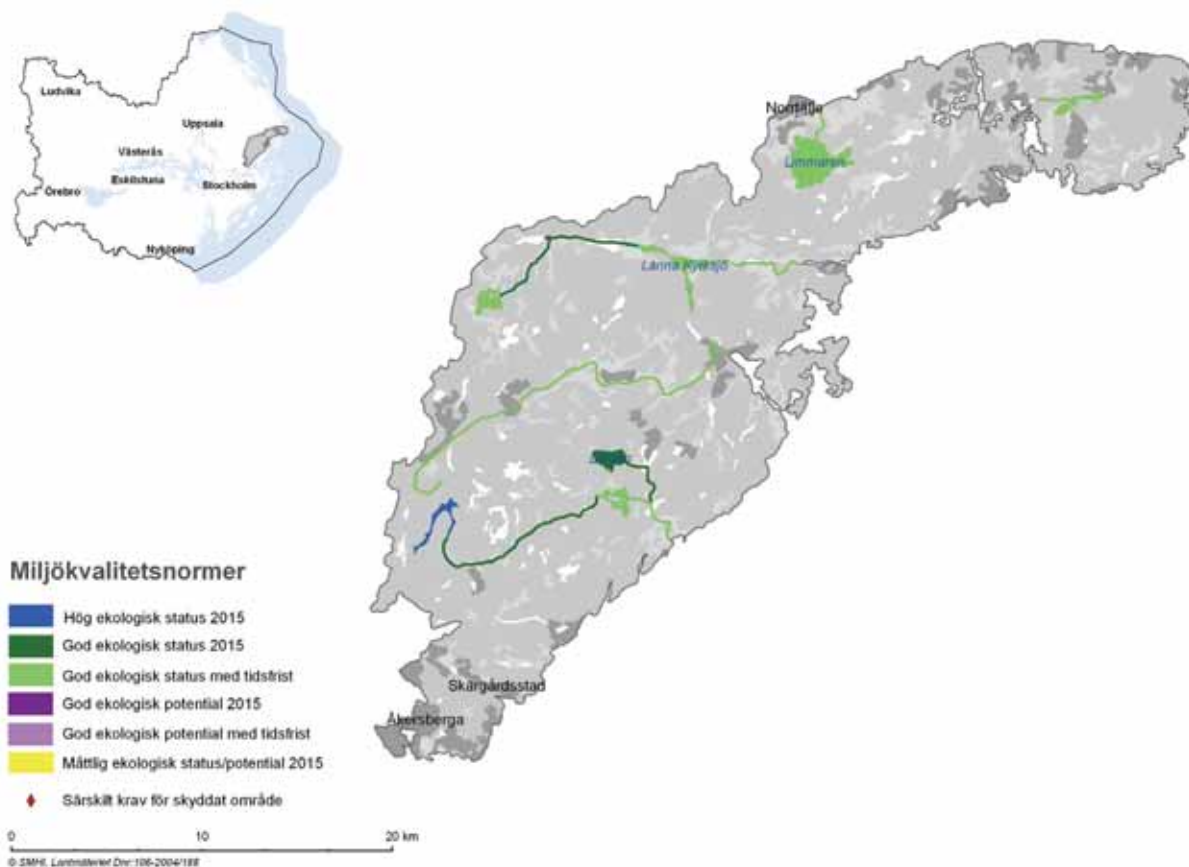 Ludvika
Uppsala
Västerås
Eskilstuna
Stockholm
Örebro
Nyköping
Norrtälje
Limmaren
Länna Kyrksjö
Skärgårdsstad
Åkersberga
Miljökvalitetsnormer
Hög ekologisk status 2015
God ekologisk status 2015
God ekologisk status med tidsfrist
God ekologisk potential 2015
God ekologisk potential med tidsfrist
Måttlig ekologisk status/potential 2015
Särskilt krav för skyddat område
0 10 20 km
© SMHI, Lantmäteriet Dnr:106-2004/188